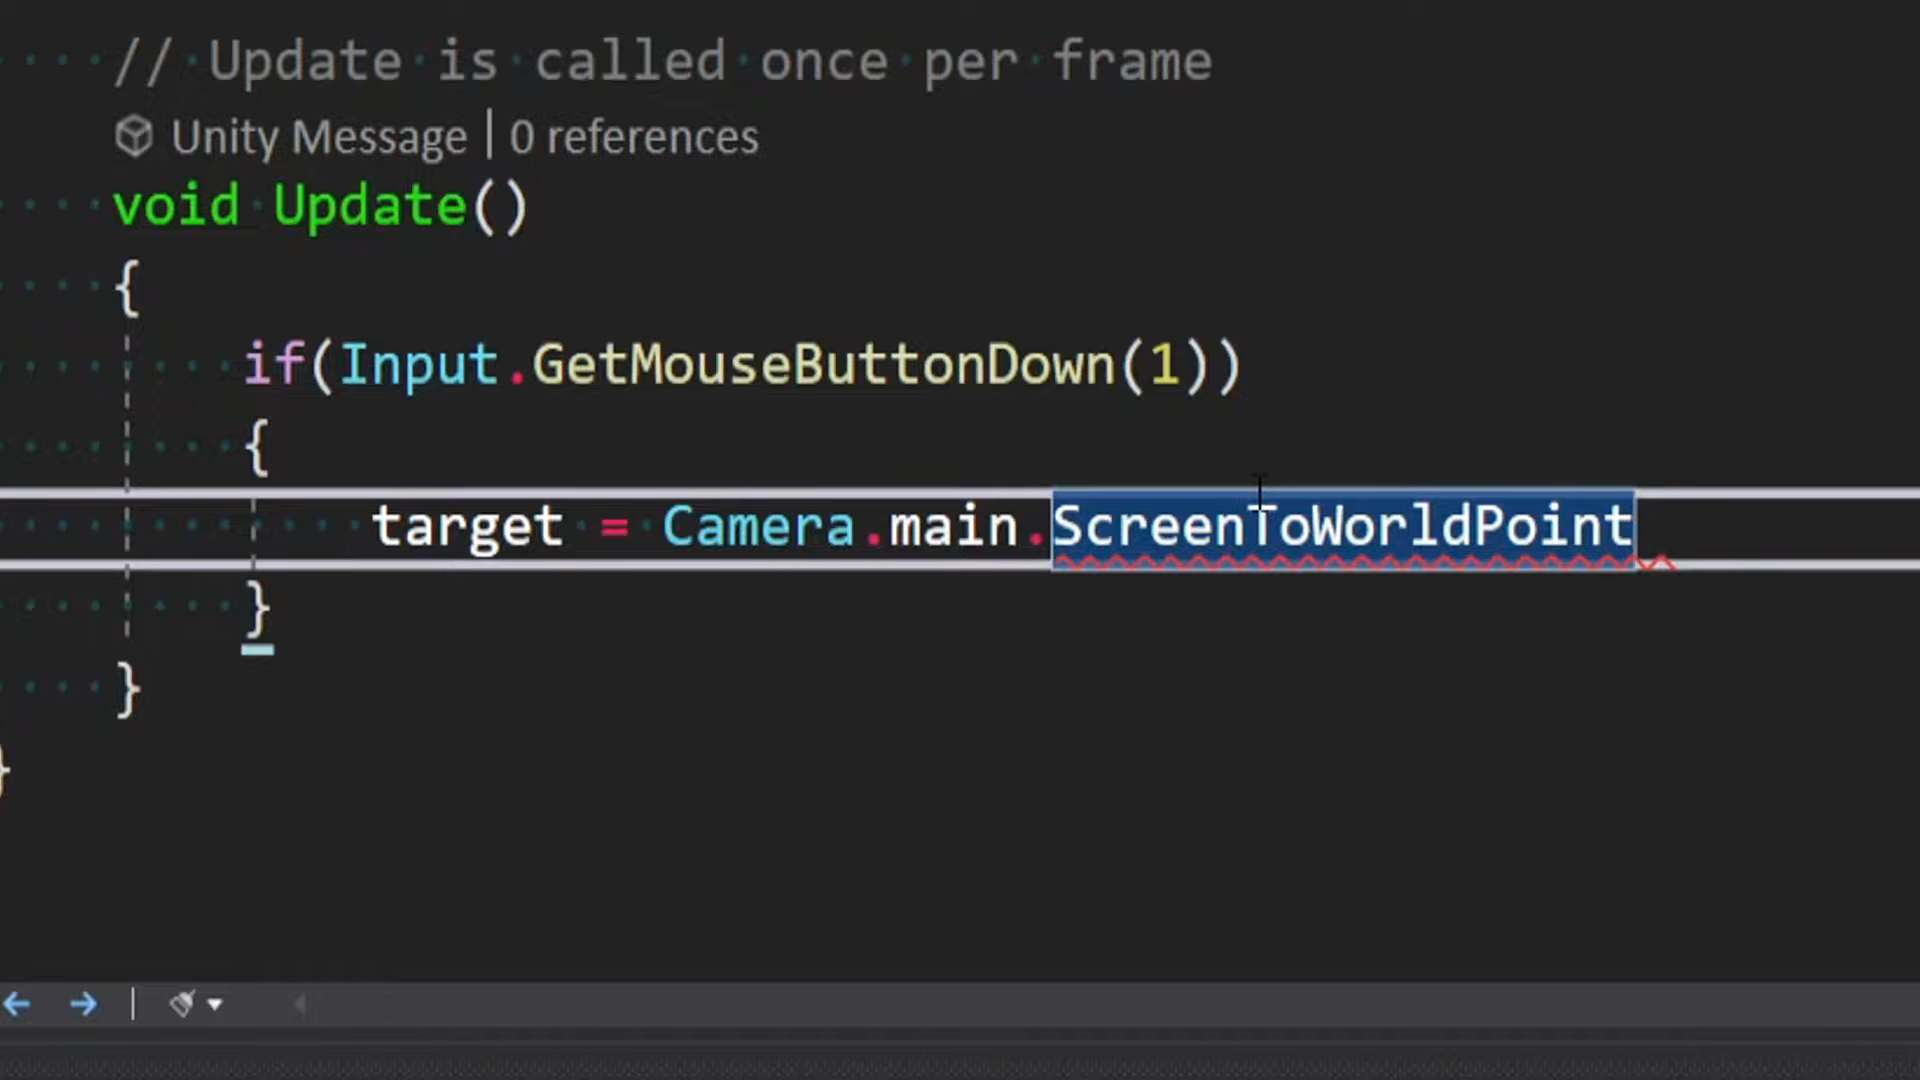 // Update is called once per frame
Unity Message | 0 references
void Update()
{
if(Input.GetMouseButtonDown(1))
{
target = Camera.main.ScreenToWorldPoint
}
}
}